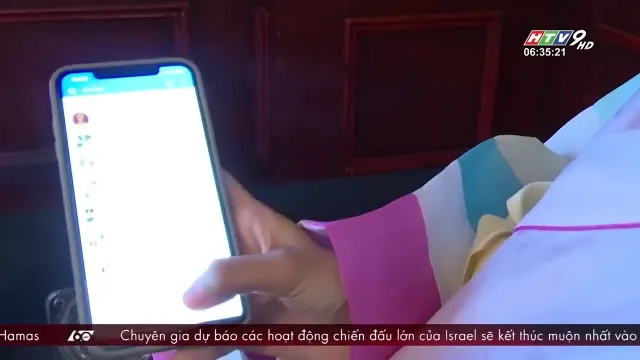 HTV9 HD
06:35:21
Hamas
60
Chuyên gia dự báo các hoạt động chiến đấu lớn của Israel sẽ kết thúc muộn nhất vào